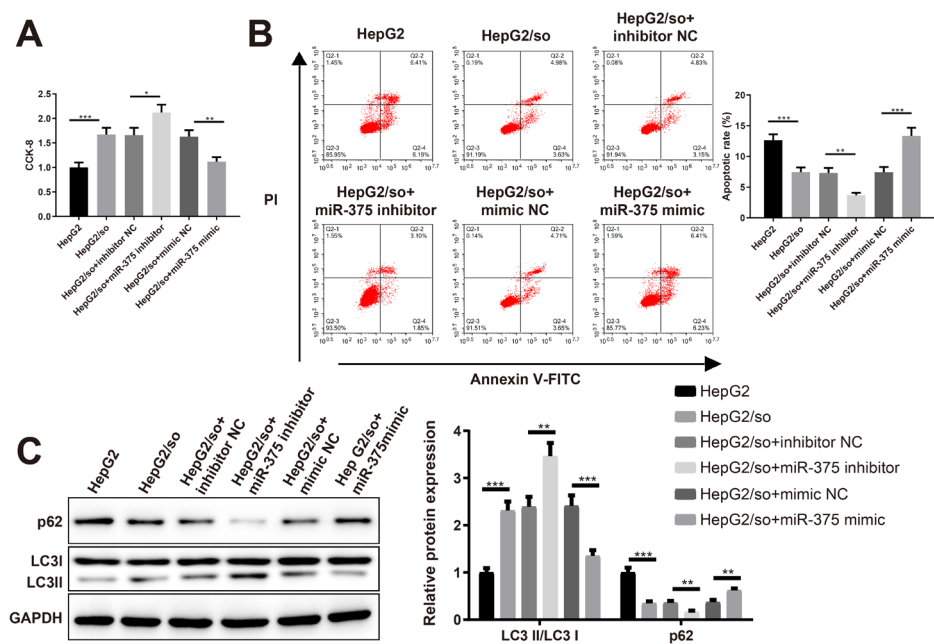 A
CCK-8
2.5
2.0
1.5
1.0
0.5
0.0
***
*
**
HepG2
HepG2/so
HepG2/so+inhibitor NC
HepG2/so+miR-375 inhibitor
HepG2/so+mimic NC
HepG2/so+miR-375 mimic
B
PI
HepG2
Q2-1
1.45%
Q2-2
6.41%
Q2-3
85.95%
Q2-4
6.19%
HepG2/so
Q2-1
0.19%
Q2-2
4.98%
Q2-3
91.19%
Q2-4
3.63%
HepG2/so+
inhibitor NC
Q2-1
0.08%
Q2-2
4.83%
Q2-3
91.94%
Q2-4
3.15%
HepG2/so+
miR-375 inhibitor
Q2-1
1.55%
Q2-2
3.10%
Q2-3
93.50%
Q2-4
1.85%
HepG2/so+
mimic NC
Q2-1
0.14%
Q2-2
4.71%
Q2-3
91.51%
Q2-4
3.65%
HepG2/so+
miR-375 mimic
Q2-1
1.59%
Q2-2
6.41%
Q2-3
85.77%
Q2-4
6.23%
Annexin V-FITC
Apoptotic rate (%)
20
15
10
5
0
***
**
***
HepG2
HepG2/so
HepG2/so+inhibitor NC
HepG2/so+miR-375 inhibitor
HepG2/so+mimic NC
HepG2/so+miR-375 mimic
C
HepG2
HepG2/so
HepG2/so+
inhibitor NC
HepG2/so+
miR-375 inhibitor
HepG2/so+
mimic NC
Hep G2/so+
miR-375mimic
p62
LC3I
LC3II
GAPDH
Relative protein expression
4
3
2
1
0
***
**
***
***
**
**
LC3 II/LC3 I
p62
HepG2
HepG2/so
HepG2/so+inhibitor NC
HepG2/so+miR-375 inhibitor
HepG2/so+mimic NC
HepG2/so+miR-375 mimic